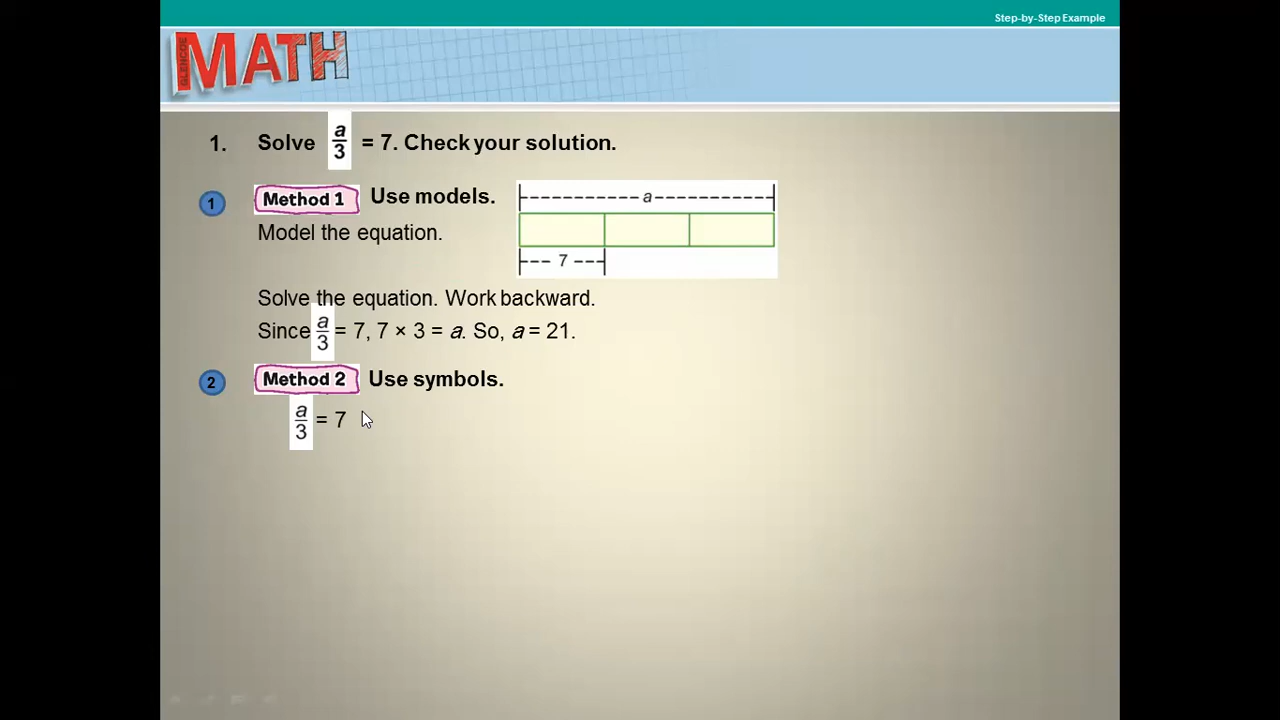 Step-by-Step Example
GLENCOE MATH
1. Solve a/3 = 7. Check your solution.
1 Method 1 Use models.
a
Model the equation.
7
Solve the equation. Work backward.
Since a/3 = 7, 7 × 3 = a. So, a = 21.
2 Method 2 Use symbols.
a/3 = 7